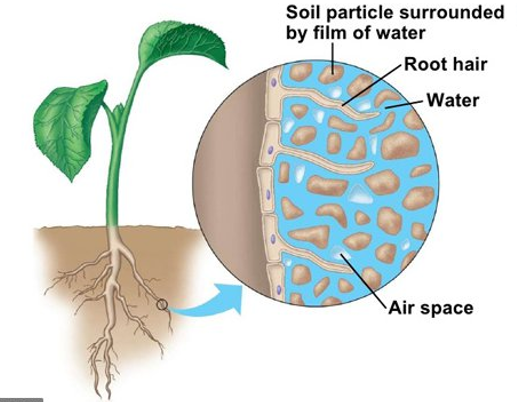 Soil particle surrounded
by film of water
Root hair
Water
Air space